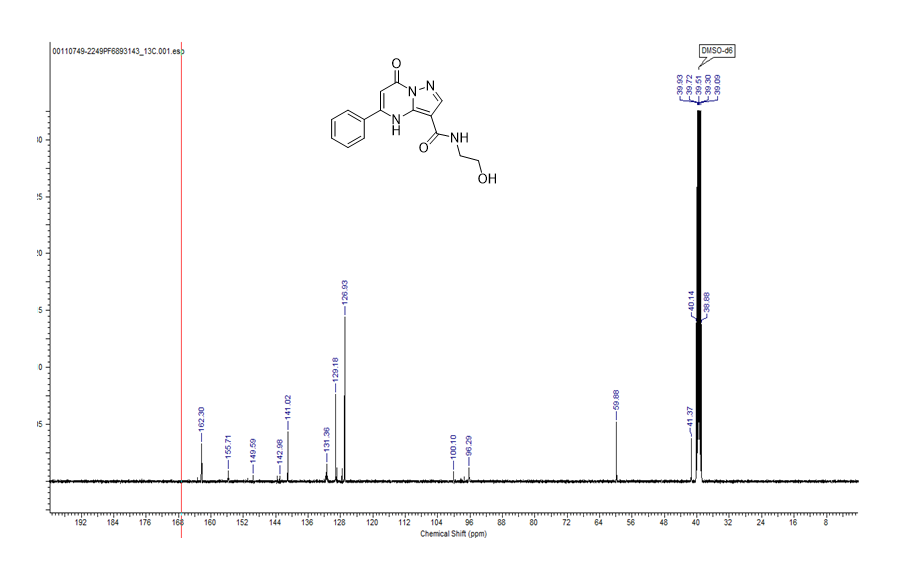 00110749-2249PF6893143_13C.001.esp
DMSO-d6
39.93
39.72
39.51
39.30
39.09
O
N
N
N
H
O
NH
OH
40.14
38.88
126.93
129.18
141.02
162.30
155.71
149.59
142.98
131.36
100.10
96.29
59.88
41.37
192 184 176 168 160 152 144 136 128 120 112 104 96 88 80 72 64 56 48 40 32 24 16 8
Chemical Shift (ppm)